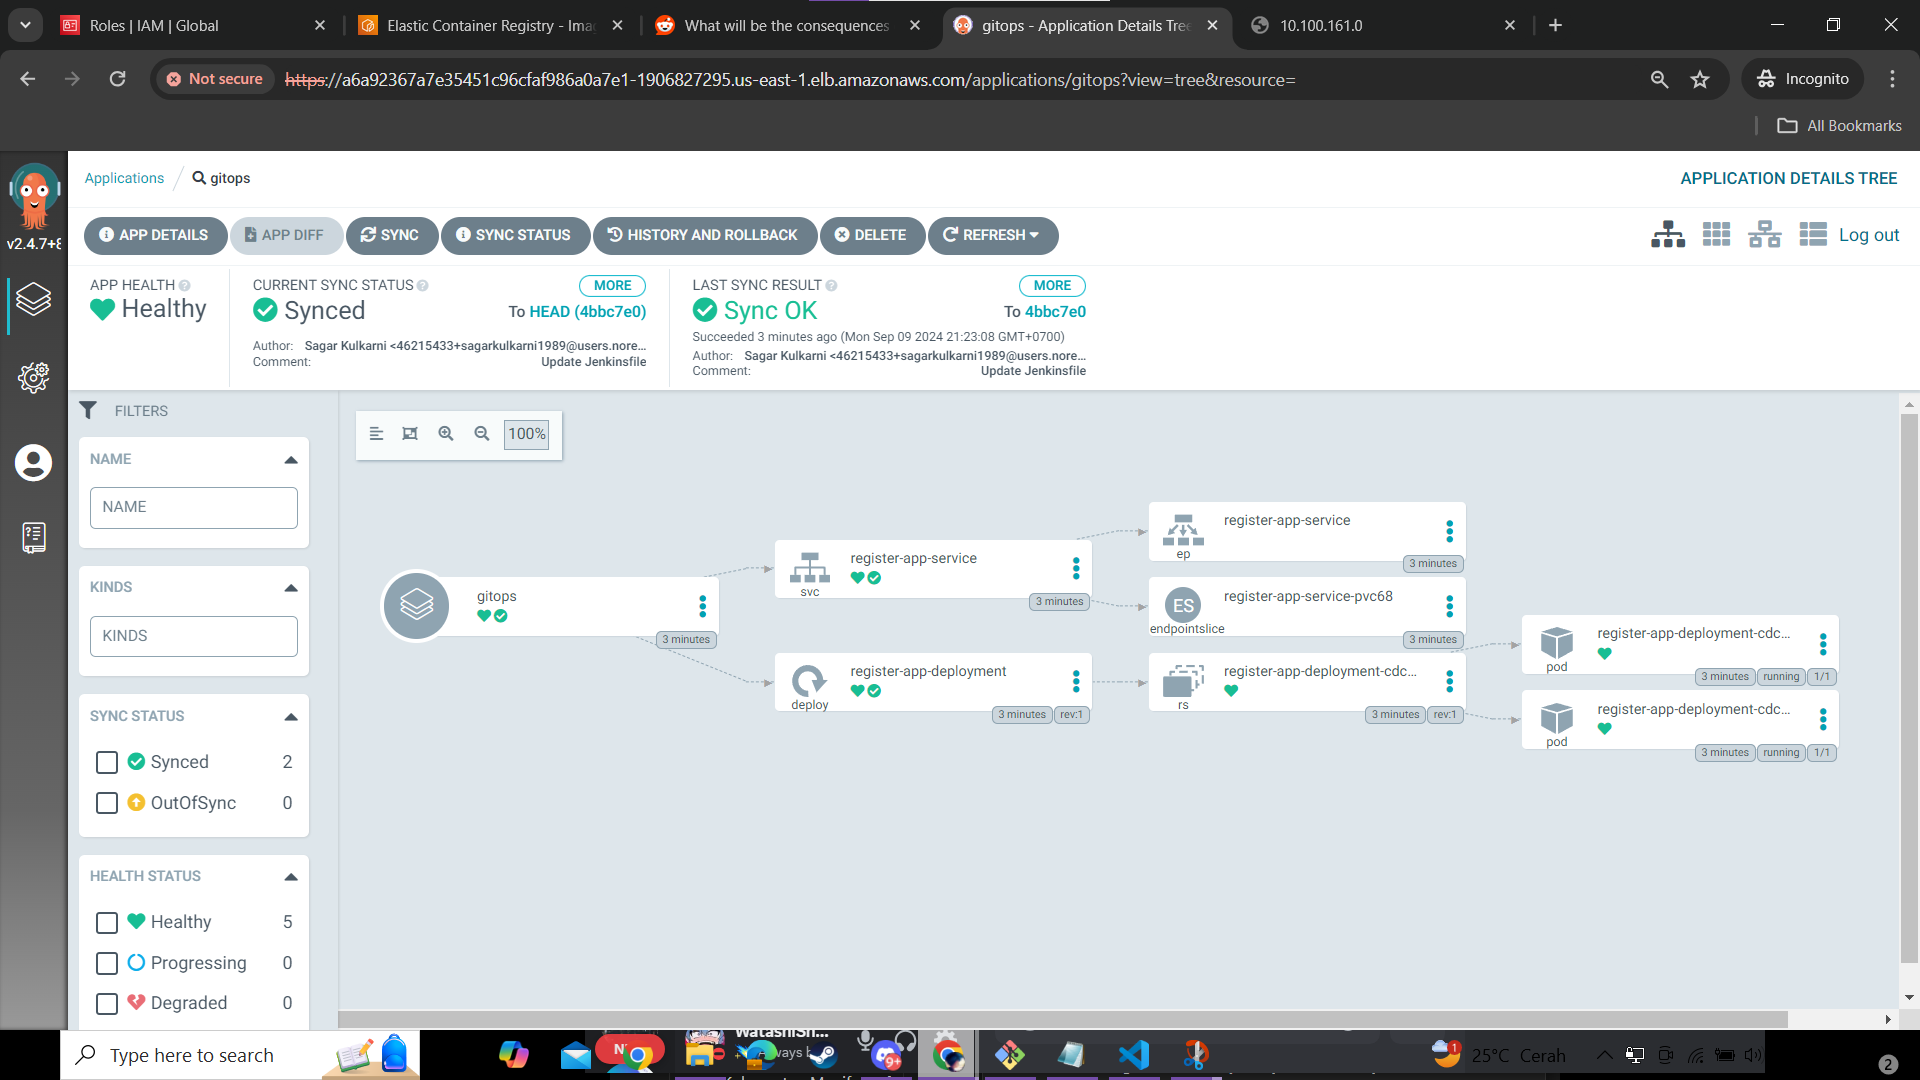 Roles | IAM | Global
Elastic Container Registry - Ima
What will be the consequences
gitops - Application Details Tre
10.100.161.0
Not secure
https://a6a92367a7e35451c96cfaf986a0a7e1-1906827295.us-east-1.elb.amazonaws.com/applications/gitops?view=tree&resource=
Incognito
All Bookmarks
v2.4.7+8
Applications / gitops
APPLICATION DETAILS TREE
APP DETAILS
APP DIFF
SYNC
SYNC STATUS
HISTORY AND ROLLBACK
DELETE
REFRESH
Log out
APP HEALTH
Healthy
CURRENT SYNC STATUS
MORE
Synced
To HEAD (4bbc7e0)
Author: Sagar Kulkarni <46215433+sagarkulkarni1989@users.nore...
Comment: Update Jenkinsfile
LAST SYNC RESULT
MORE
Sync OK
To 4bbc7e0
Succeeded 3 minutes ago (Mon Sep 09 2024 21:23:08 GMT+0700)
Author: Sagar Kulkarni <46215433+sagarkulkarni1989@users.nore...
Comment: Update Jenkinsfile
FILTERS
NAME
NAME
KINDS
KINDS
SYNC STATUS
Synced 2
OutOfSync 0
HEALTH STATUS
Healthy 5
Progressing 0
Degraded 0
100%
gitops
3 minutes
register-app-service
svc
3 minutes
register-app-deployment
deploy
3 minutes rev:1
register-app-service
ep
3 minutes
ES
register-app-service-pvc68
endpointslice
3 minutes
register-app-deployment-cdc...
rs
3 minutes rev:1
register-app-deployment-cdc...
pod
3 minutes running 1/1
register-app-deployment-cdc...
pod
3 minutes running 1/1
Type here to search
9+
1
25°C Cerah
2